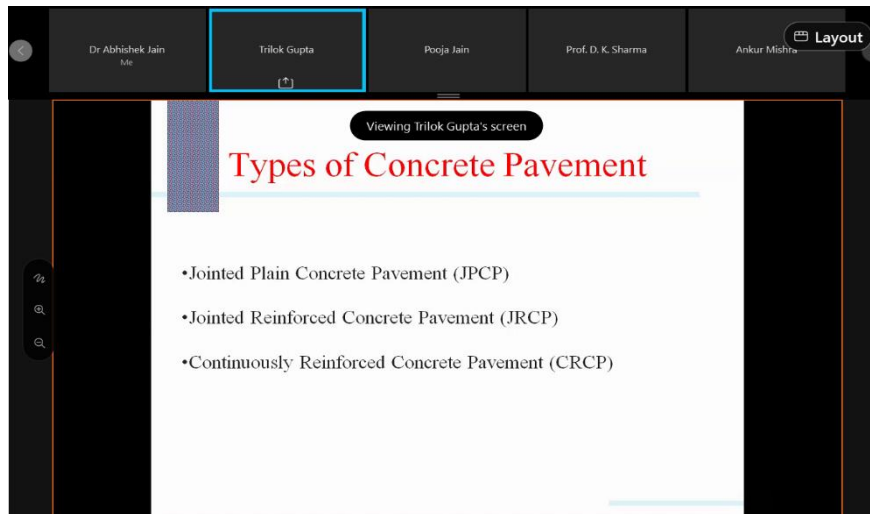 Dr Abhishek Jain
Me
Trilok Gupta
Pooja Jain
Prof. D. K. Sharma
Ankur Mishra
Layout
Viewing Trilok Gupta's screen
Types of Concrete Pavement
•Jointed Plain Concrete Pavement (JPCP)
•Jointed Reinforced Concrete Pavement (JRCP)
•Continuously Reinforced Concrete Pavement (CRCP)